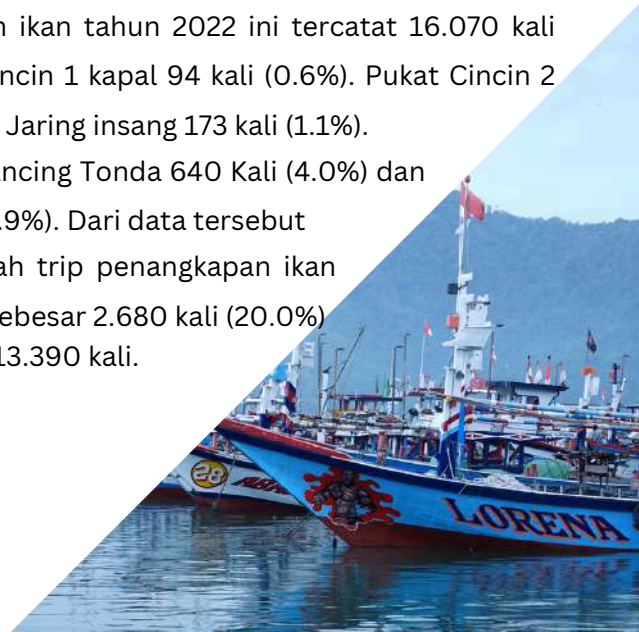 n ikan tahun 2022 ini tercatat 16.070 kali
ncin 1 kapal 94 kali (0.6%). Pukat Cincin 2
Jaring insang 173 kali (1.1%).
ncing Tonda 640 Kali (4.0%) dan
.9%). Dari data tersebut
ah trip penangkapan ikan
ebesar 2.680 kali (20.0%)
13.390 kali.
28
LORENA